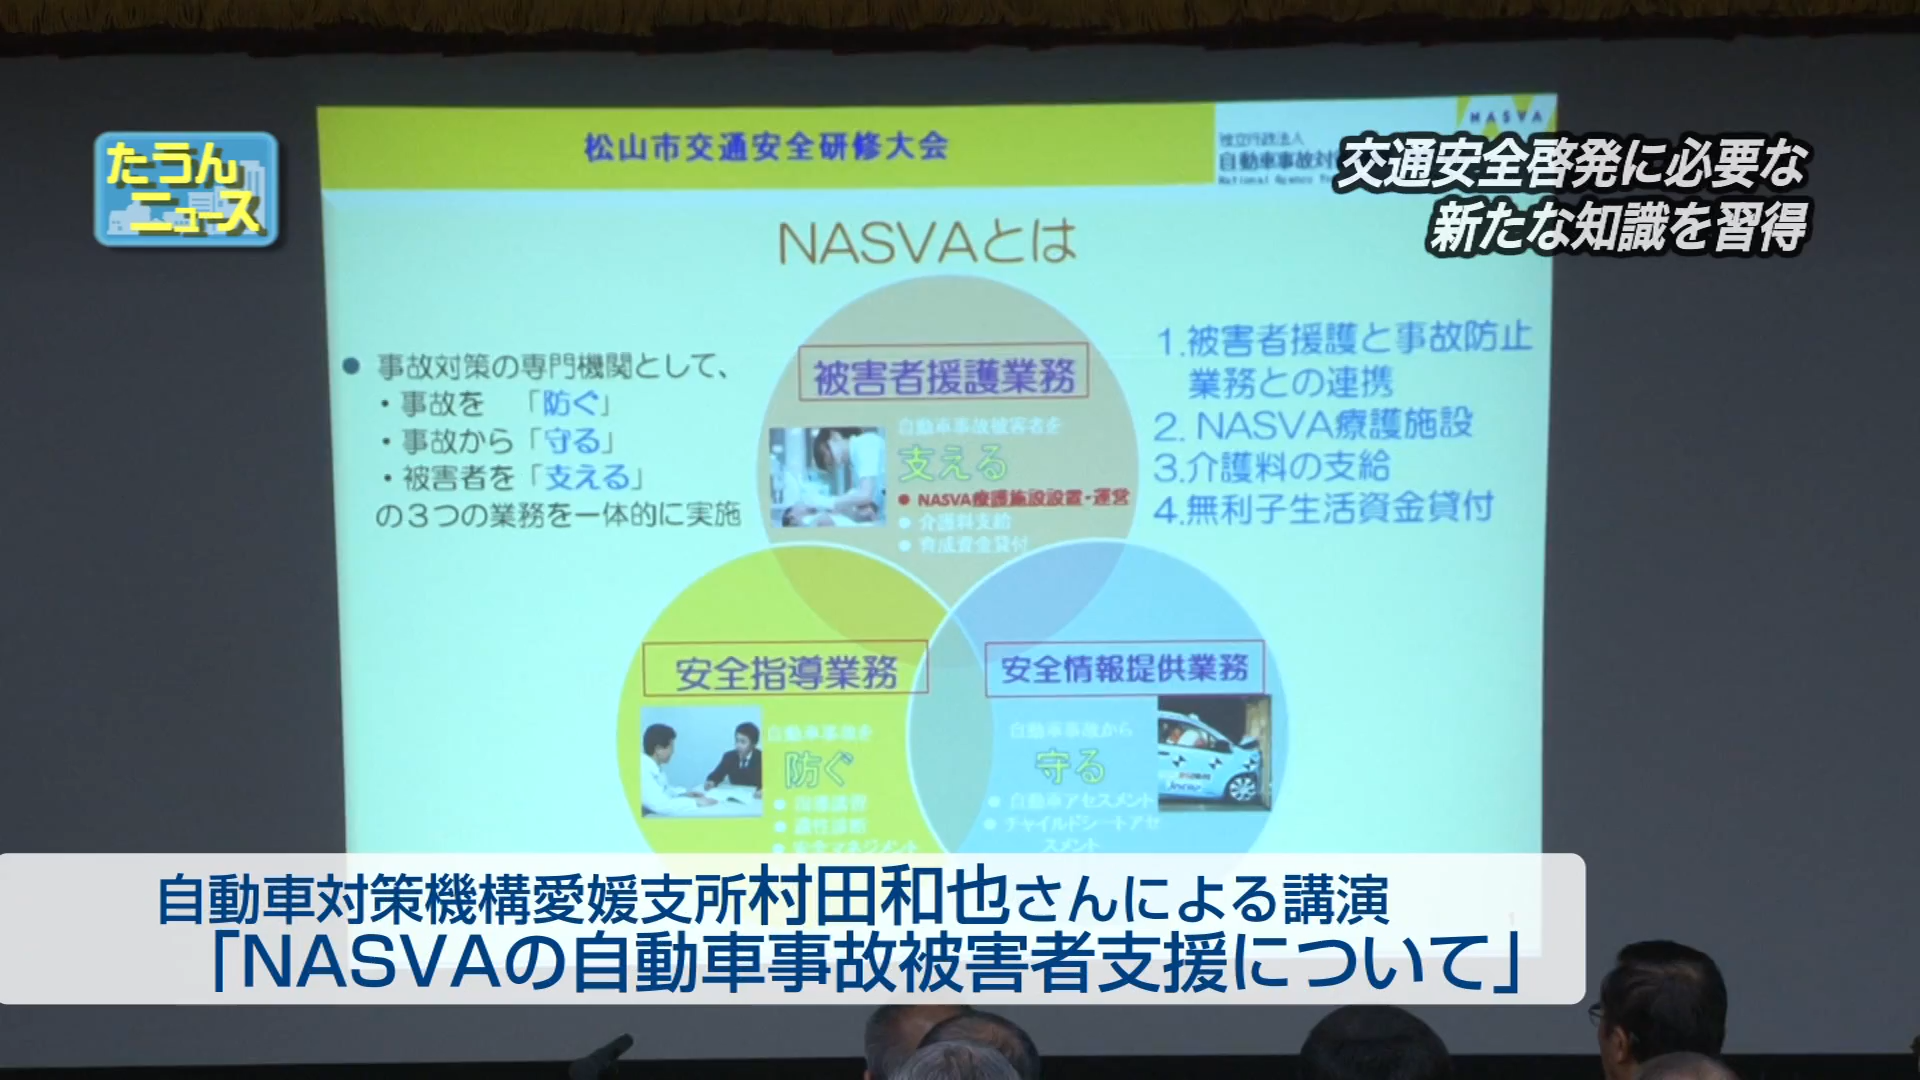 たうん
ニュース
交通安全啓発に必要な
新たな知識を習得
松山市交通安全研修大会
NASVA
独立行政法人
自動車事故対
NASVAとは
● 事故対策の専門機関として、
・事故を 「防ぐ」
・事故から「守る」
・被害者を「支える」
の3つの業務を一体的に実施
被害者援護業務
自動車事故被害者を
支える
● NASVA療護施設設置・運営
● 介護料支給
● 育成資金貸付
1.被害者援護と事故防止
業務との連携
2. NASVA療護施設
3.介護料の支給
4.無利子生活資金貸付
安全指導業務
自動車事故を
防ぐ
● 指導講習
● 適性診断
● 安全マネジメント
安全情報提供業務
自動車事故から
守る
● 自動車アセスメント
● チャイルドシートアセ
スメント
自動車対策機構愛媛支所村田和也さんによる講演
「NASVAの自動車事故被害者支援について」